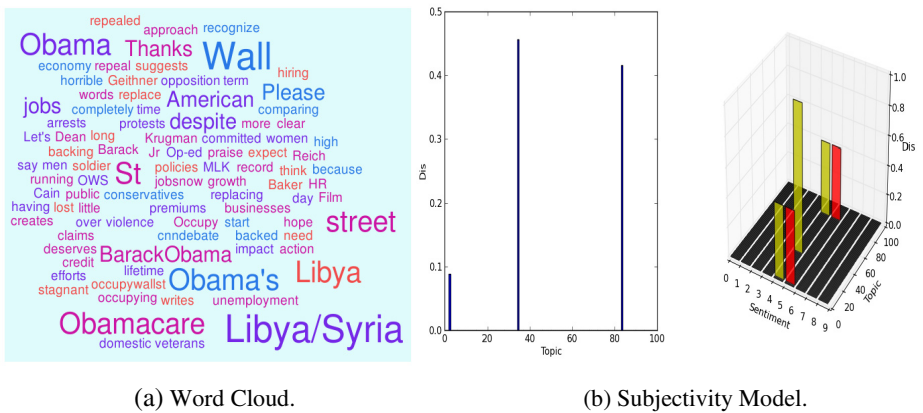 repealed
approach recognize
Obama Thanks Wall
economy repeal suggests
horrible Geithner opposition term hiring
words replace American Please
jobs completely time comparing
arrests protests despite more clear
Let's Dean long Krugman committed women high
backing Barack Jr Op-ed praise expect Reich
say men soldier St policies MLK record think because
running OWS jobsnow growth Baker HR
Cain public conservatives replacing day Film
having lost little premiums businesses
creates over violence Occupy start hope street
claims cnndebate backed need
deserves BarackObama impact action
credit lifetime Obama's Libya
efforts
stagnant occupywallst
occupying writes unemployment
Obamacare Libya/Syria
domestic veterans
0.5
0.4
0.3
0.2
0.1
0.0
Dis
0 20 40 60 80 100
Topic
1.0
0.8
0.6
0.4
0.2
0.0
Dis
0 1 2 3 4 5 6 7 8 9
Sentiment
0 20 40 60 80 100
Topic
(a) Word Cloud.
(b) Subjectivity Model.